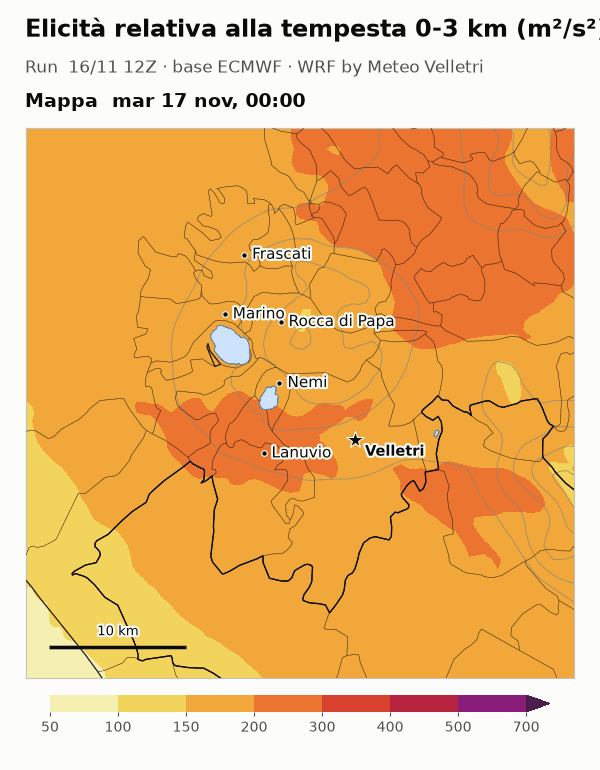 Elicità relativa alla tempesta 0-3 km (m²/s²)
Run  16/11 12Z · base ECMWF · WRF by Meteo Velletri
Mappa  mar 17 nov, 00:00
Frascati
Marino
Rocca di Papa
Nemi
Velletri
Lanuvio
10 km
50 100 150 200 300 400 500 700